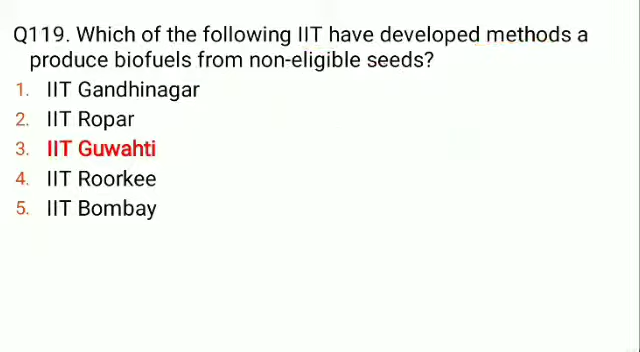 Q119. Which of the following IIT have developed methods a
produce biofuels from non-eligible seeds?
1. IIT Gandhinagar
2. IIT Ropar
3. IIT Guwahti
4. IIT Roorkee
5. IIT Bombay